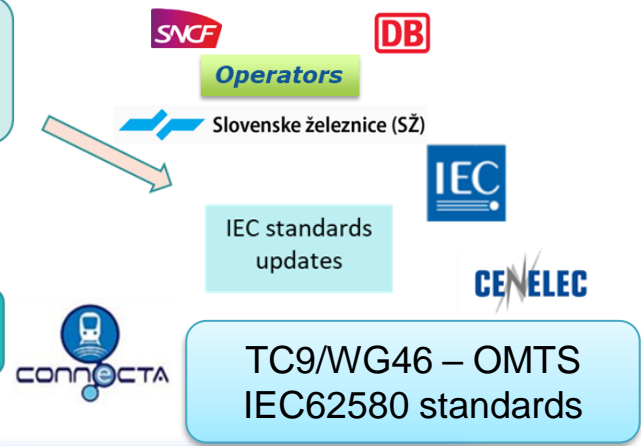 SNCF
DB
Operators
Slovenske železnice (SŽ)
IEC
IEC standards
updates
CENELEC
CONNECTA
TC9/WG46 – OMTS
IEC62580 standards